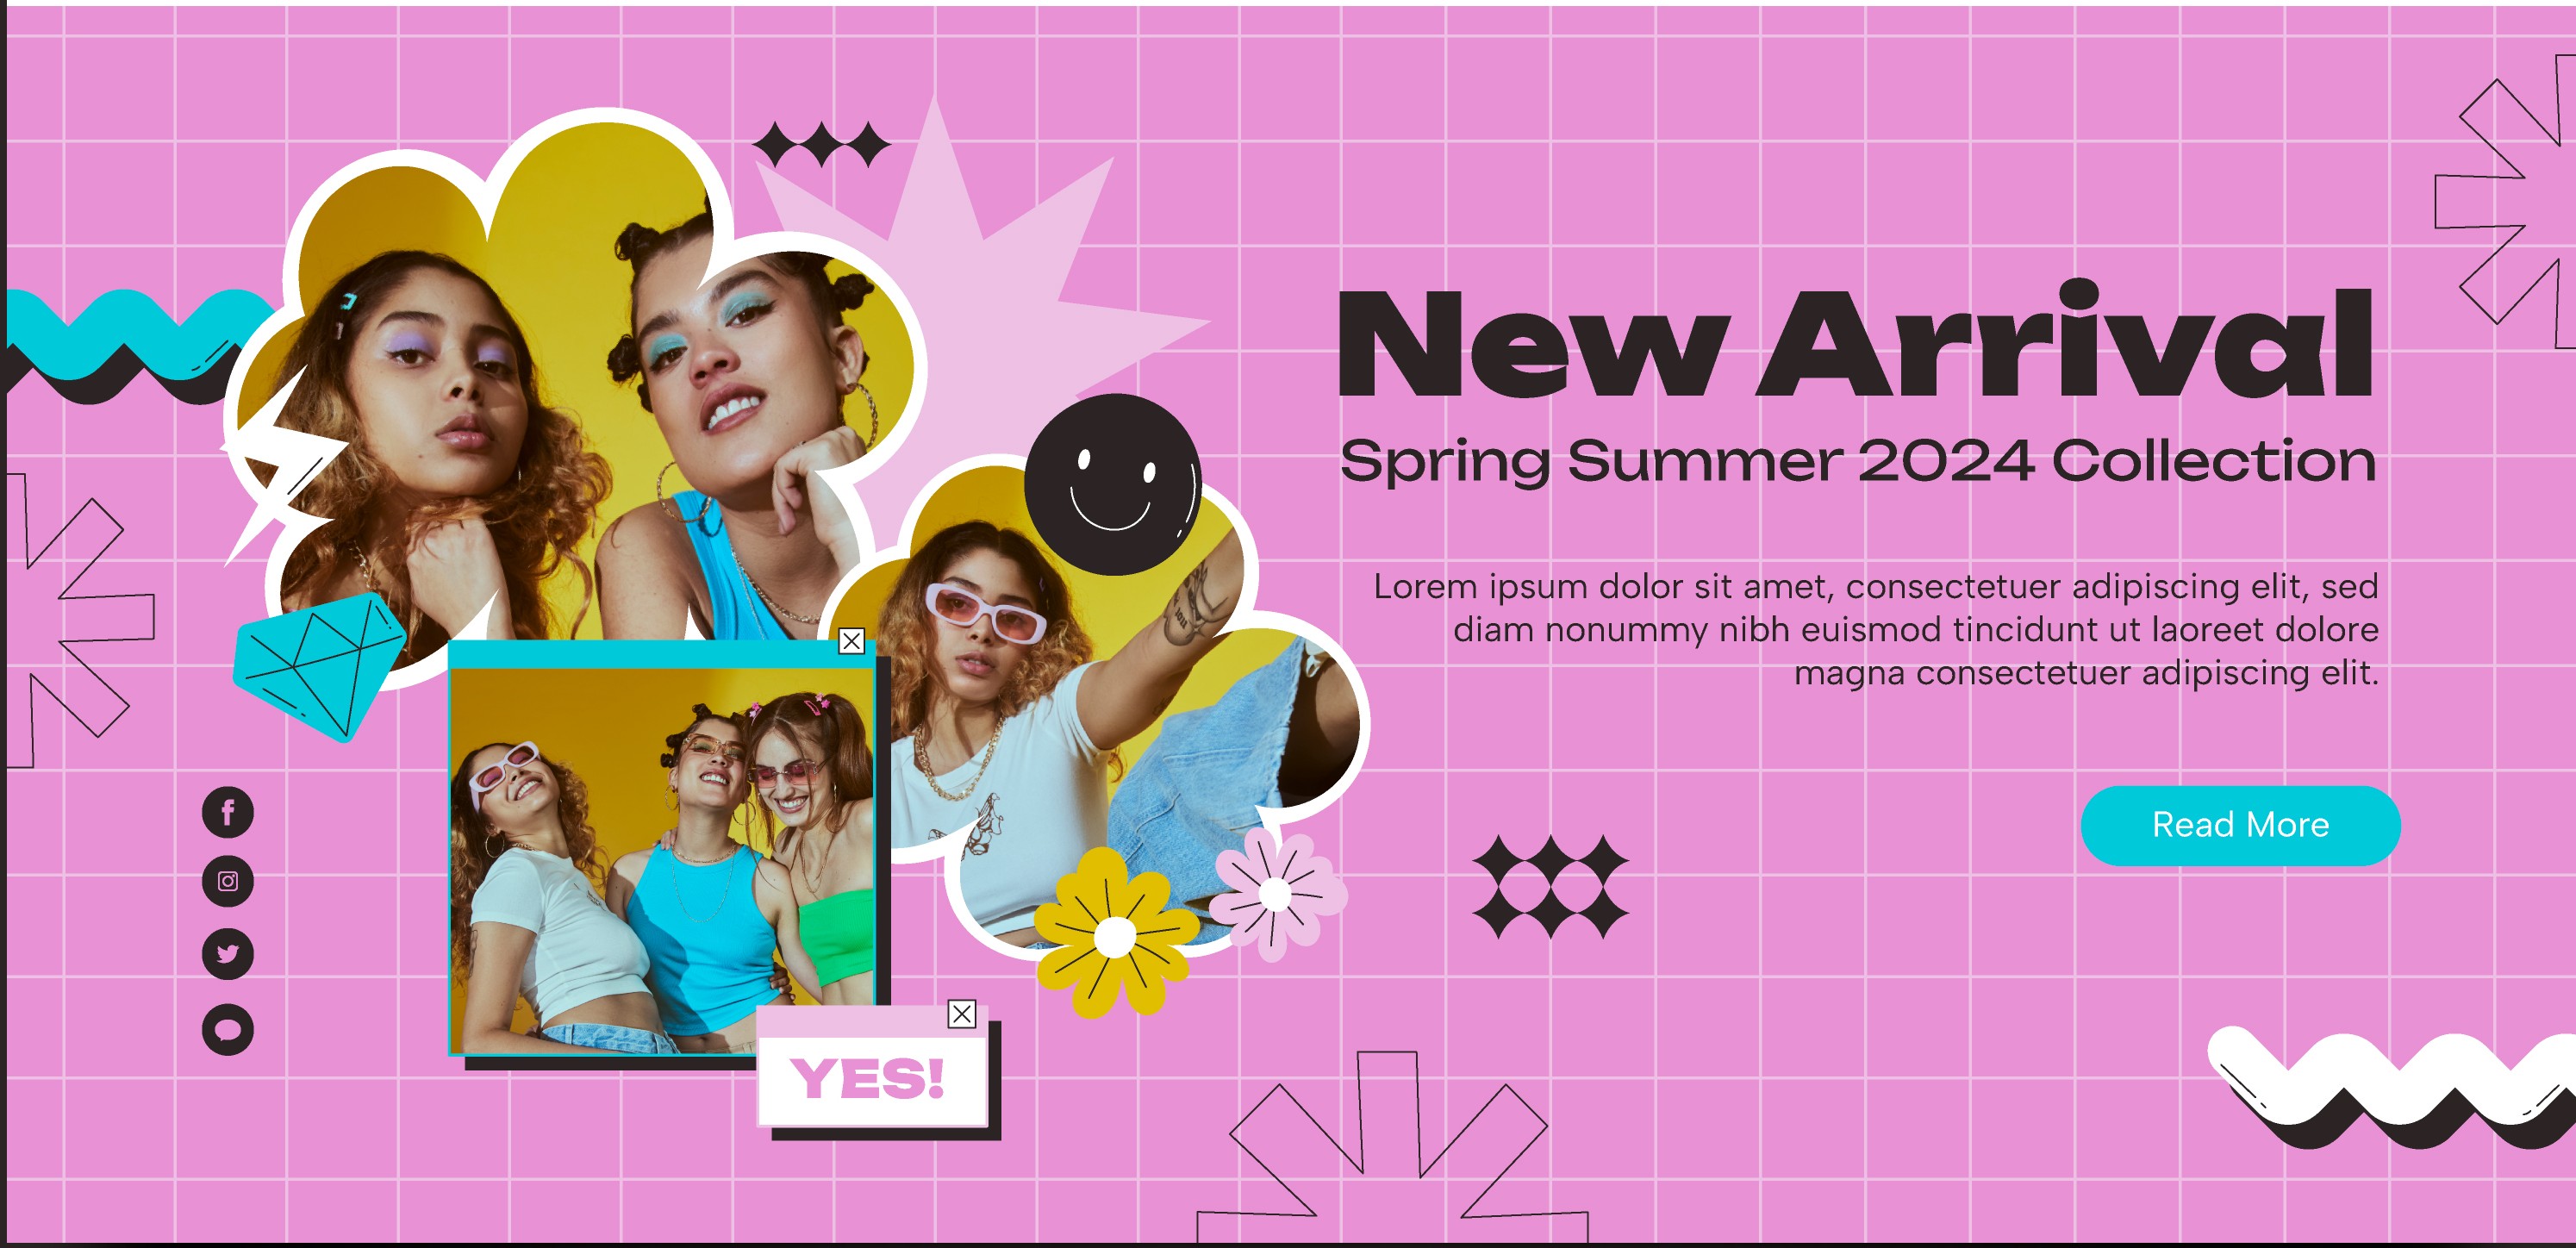 New Arrival
Spring Summer 2024 Collection
Lorem ipsum dolor sit amet, consectetuer adipiscing elit, sed
diam nonummy nibh euismod tincidunt ut laoreet dolore
magna consectetuer adipiscing elit.
Read More
YES!